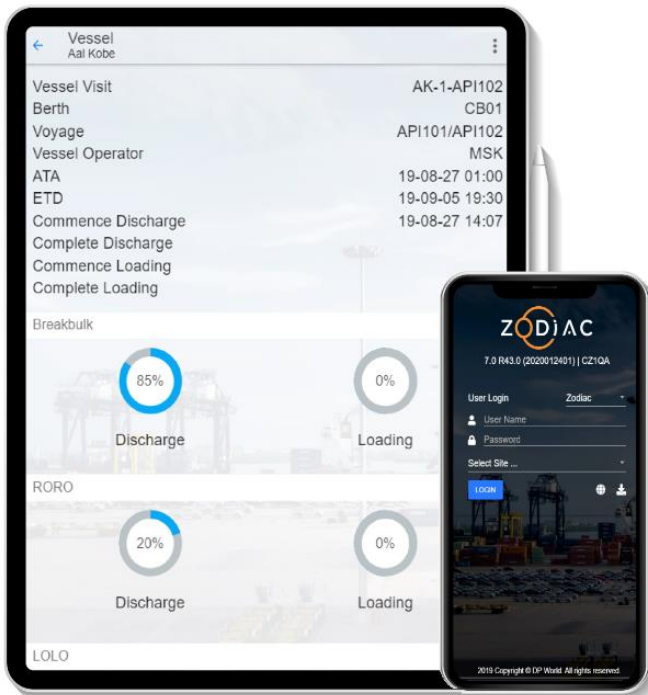 Vessel
Aal Kobe
Vessel Visit AK-1-API102
Berth CB01
Voyage API101/API102
Vessel Operator MSK
ATA 19-08-27 01:00
ETD 19-09-05 19:30
Commence Discharge 19-08-27 14:07
Complete Discharge
Commence Loading
Complete Loading
Breakbulk
85% 0%
Discharge Loading
RORO
20% 0%
Discharge Loading
LOLO
ZODIAC
7.0 R43.0 (2020012401) | CZ1QA
User Login Zodiac
User Name
Password
Select Site ...
LOGIN
2019 Copyright © DP World. All rights reserved.